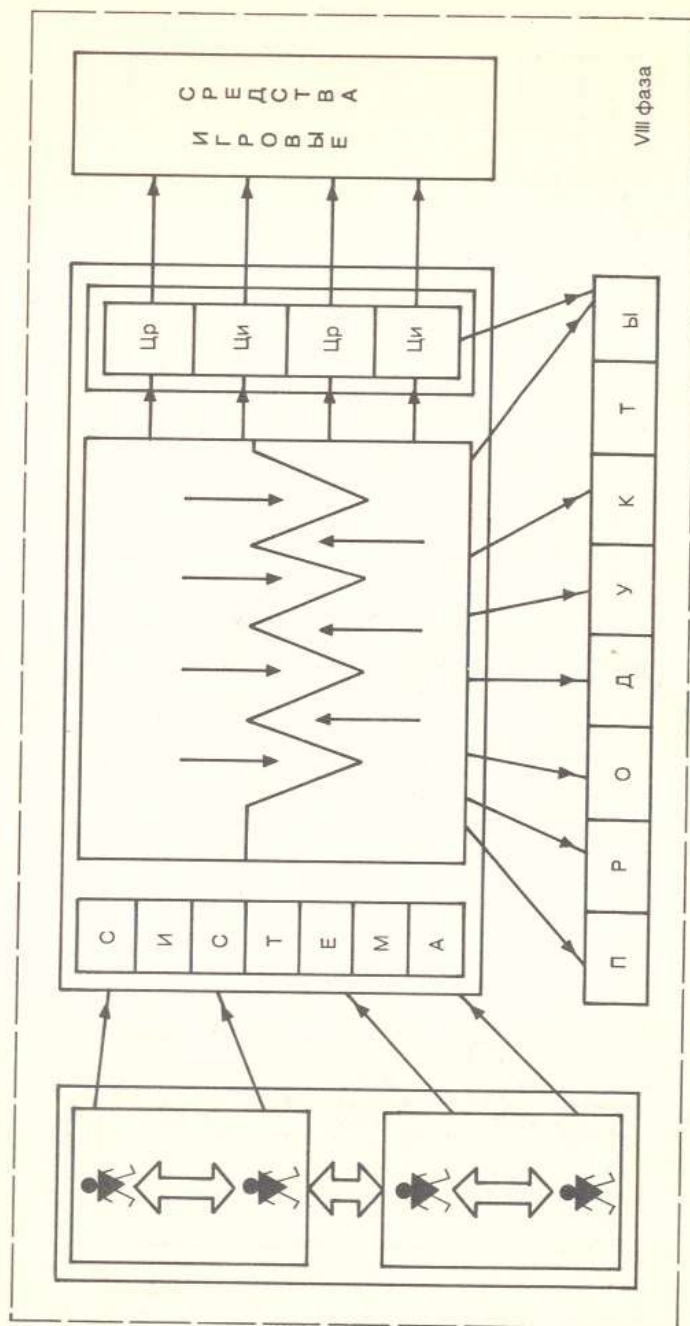 СИСТЕМА
Цр
Ци
Цр
Ци
ИГРОВЫЕ
СРЕДСТВА
ПРОДУКТЫ
VIII фаза